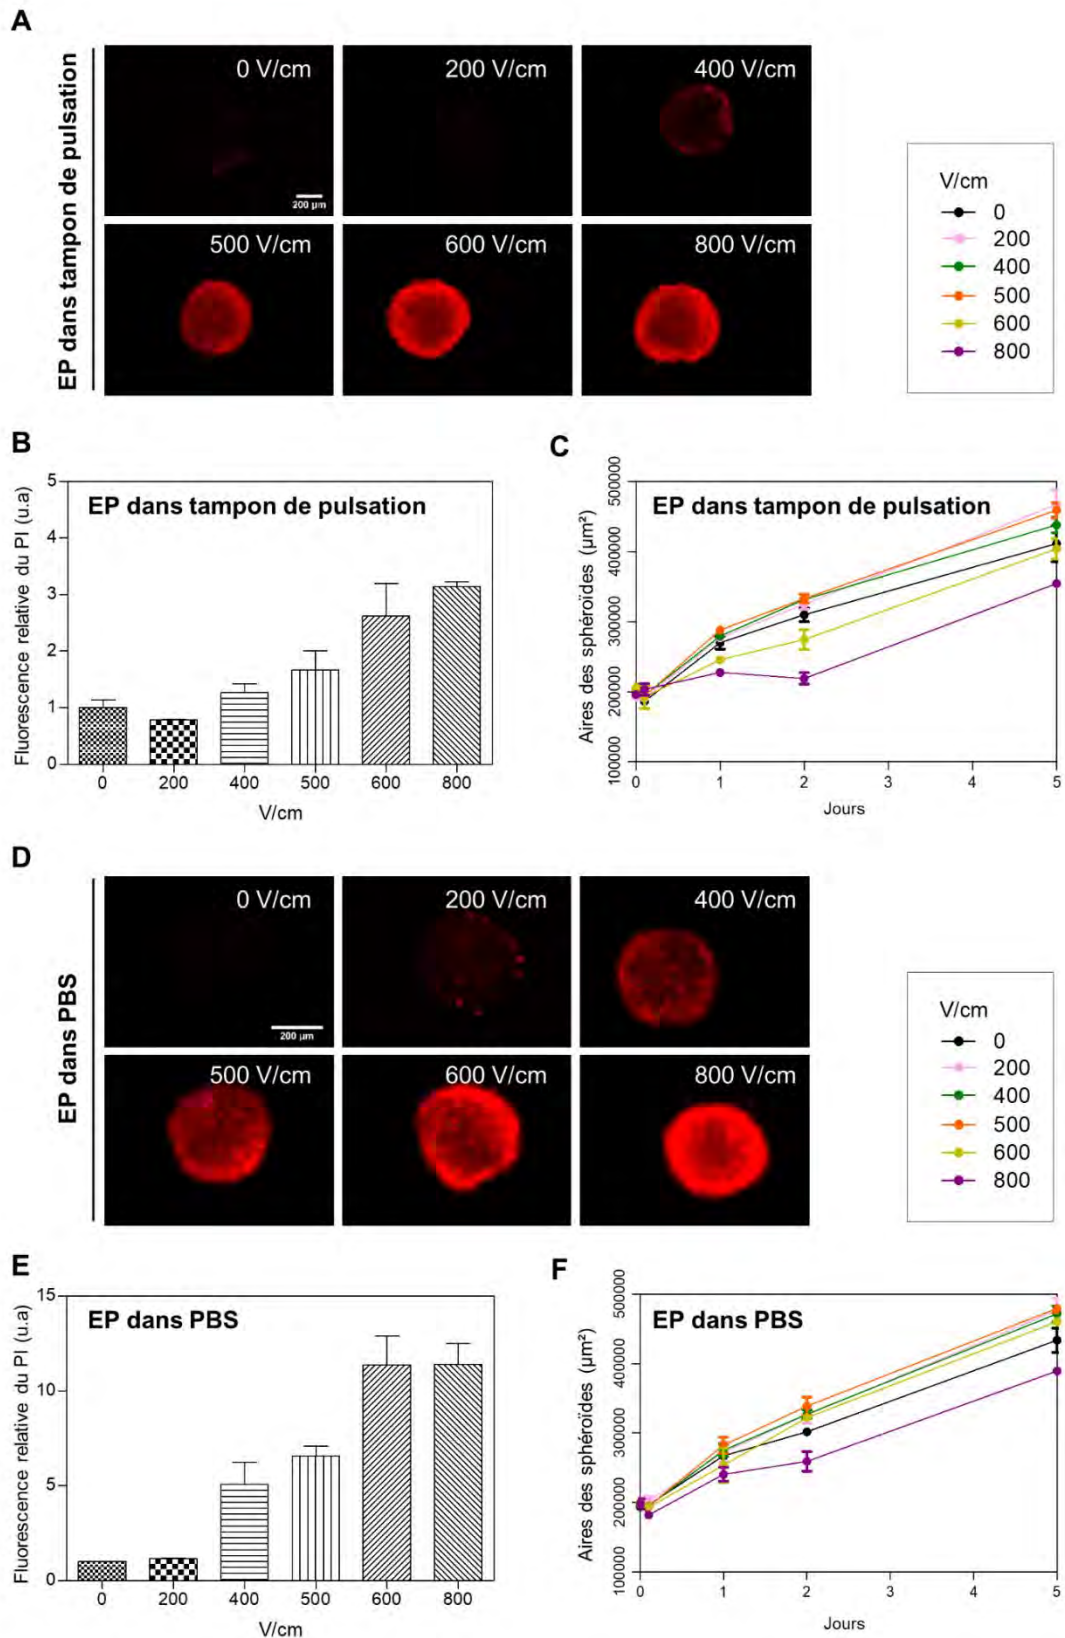 A
EP dans tampon de pulsation
0 V/cm
200 V/cm
400 V/cm
200 µm
500 V/cm
600 V/cm
800 V/cm
V/cm
0
200
400
500
600
800
B
EP dans tampon de pulsation
Fluorescence relative du PI (u.a)
5
4
3
2
1
0
0 200 400 500 600 800
V/cm
C
EP dans tampon de pulsation
Aires des sphéroïdes (µm²)
500000
400000
300000
200000
100000
0 1 2 3 4 5
Jours
D
EP dans PBS
0 V/cm
200 V/cm
400 V/cm
200 µm
500 V/cm
600 V/cm
800 V/cm
V/cm
0
200
400
500
600
800
E
EP dans PBS
Fluorescence relative du PI (u.a)
15
10
5
0
0 200 400 500 600 800
V/cm
F
EP dans PBS
Aires des sphéroïdes (µm²)
500000
400000
300000
200000
100000
0 1 2 3 4 5
Jours